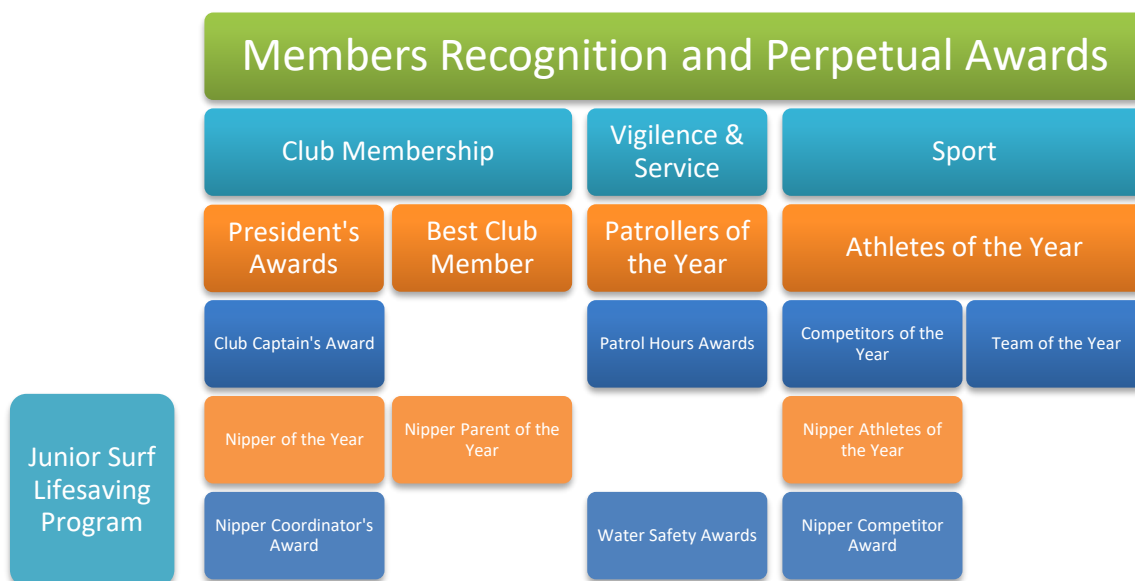 Members Recognition and Perpetual Awards
Club Membership
Vigilence &
Service
Sport
President's
Awards
Best Club
Member
Patrollers of
the Year
Athletes of the Year
Club Captain's Award
Patrol Hours Awards
Competitors of the
Year
Team of the Year
Junior Surf
Lifesaving
Program
Nipper of the Year
Nipper Parent of the
Year
Nipper Athletes of
the Year
Nipper Coordinator's
Award
Water Safety Awards
Nipper Competitor
Award